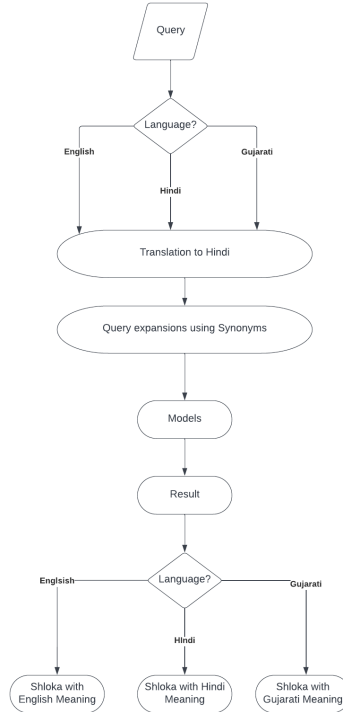 Query
Language?
English
Gujarati
Hindi
Translation to Hindi
Query expansions using Synonyms
Models
Result
Language?
Englsish
Gujarati
HIndi
Shloka with
English Meaning
Shloka with Hindi
Meaning
Shloka with
Gujarati Meaning